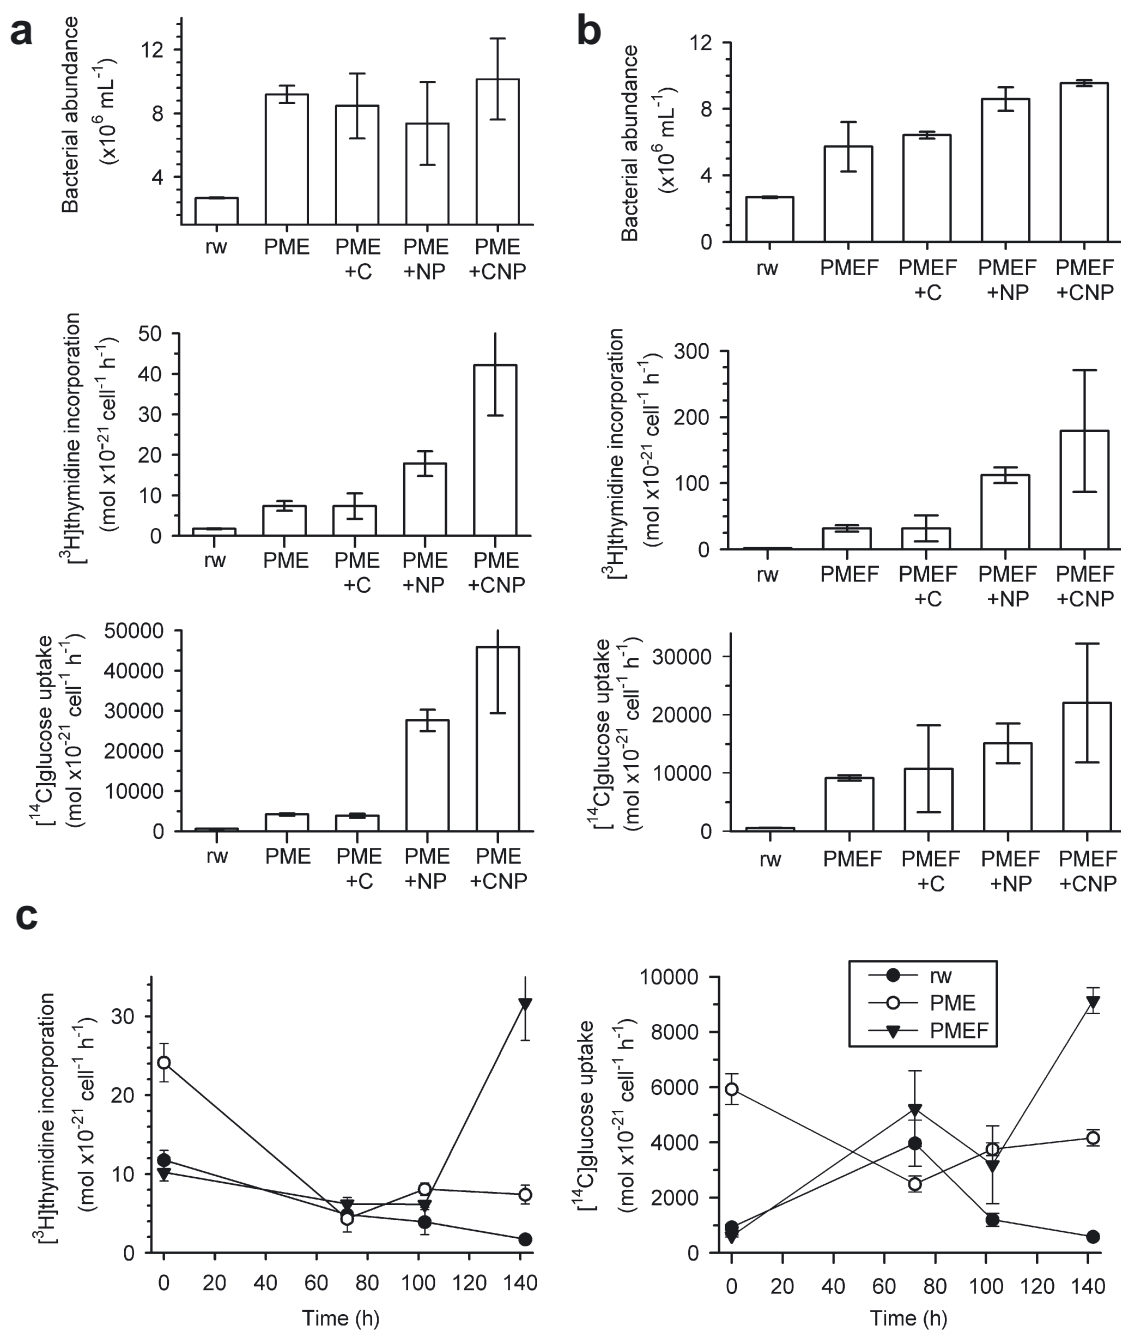 a
Bacterial abundance
(x10⁶ mL⁻¹)
12
8
4
rw PME PME PME PME
+C +NP +CNP
b
Bacterial abundance
(x10⁶ mL⁻¹)
12
8
4
0
rw PMEF PMEF PMEF PMEF
+C +NP +CNP
[³H]thymidine incorporation
(mol x10⁻²¹ cell⁻¹ h⁻¹)
50
40
30
20
10
0
rw PME PME PME PME
+C +NP +CNP
[³H]thymidine incorporation
(mol x10⁻²¹ cell⁻¹ h⁻¹)
300
200
100
0
rw PMEF PMEF PMEF PMEF
+C +NP +CNP
[¹⁴C]glucose uptake
(mol x10⁻²¹ cell⁻¹ h⁻¹)
50000
40000
30000
20000
10000
0
rw PME PME PME PME
+C +NP +CNP
[¹⁴C]glucose uptake
(mol x10⁻²¹ cell⁻¹ h⁻¹)
30000
20000
10000
0
rw PMEF PMEF PMEF PMEF
+C +NP +CNP
c
[³H]thymidine incorporation
(mol x10⁻²¹ cell⁻¹ h⁻¹)
30
20
10
0
0 20 40 60 80 100 120 140
Time (h)
[¹⁴C]glucose uptake
(mol x10⁻²¹ cell⁻¹ h⁻¹)
10000
8000
6000
4000
2000
0
rw
PME
PMEF
0 20 40 60 80 100 120 140
Time (h)